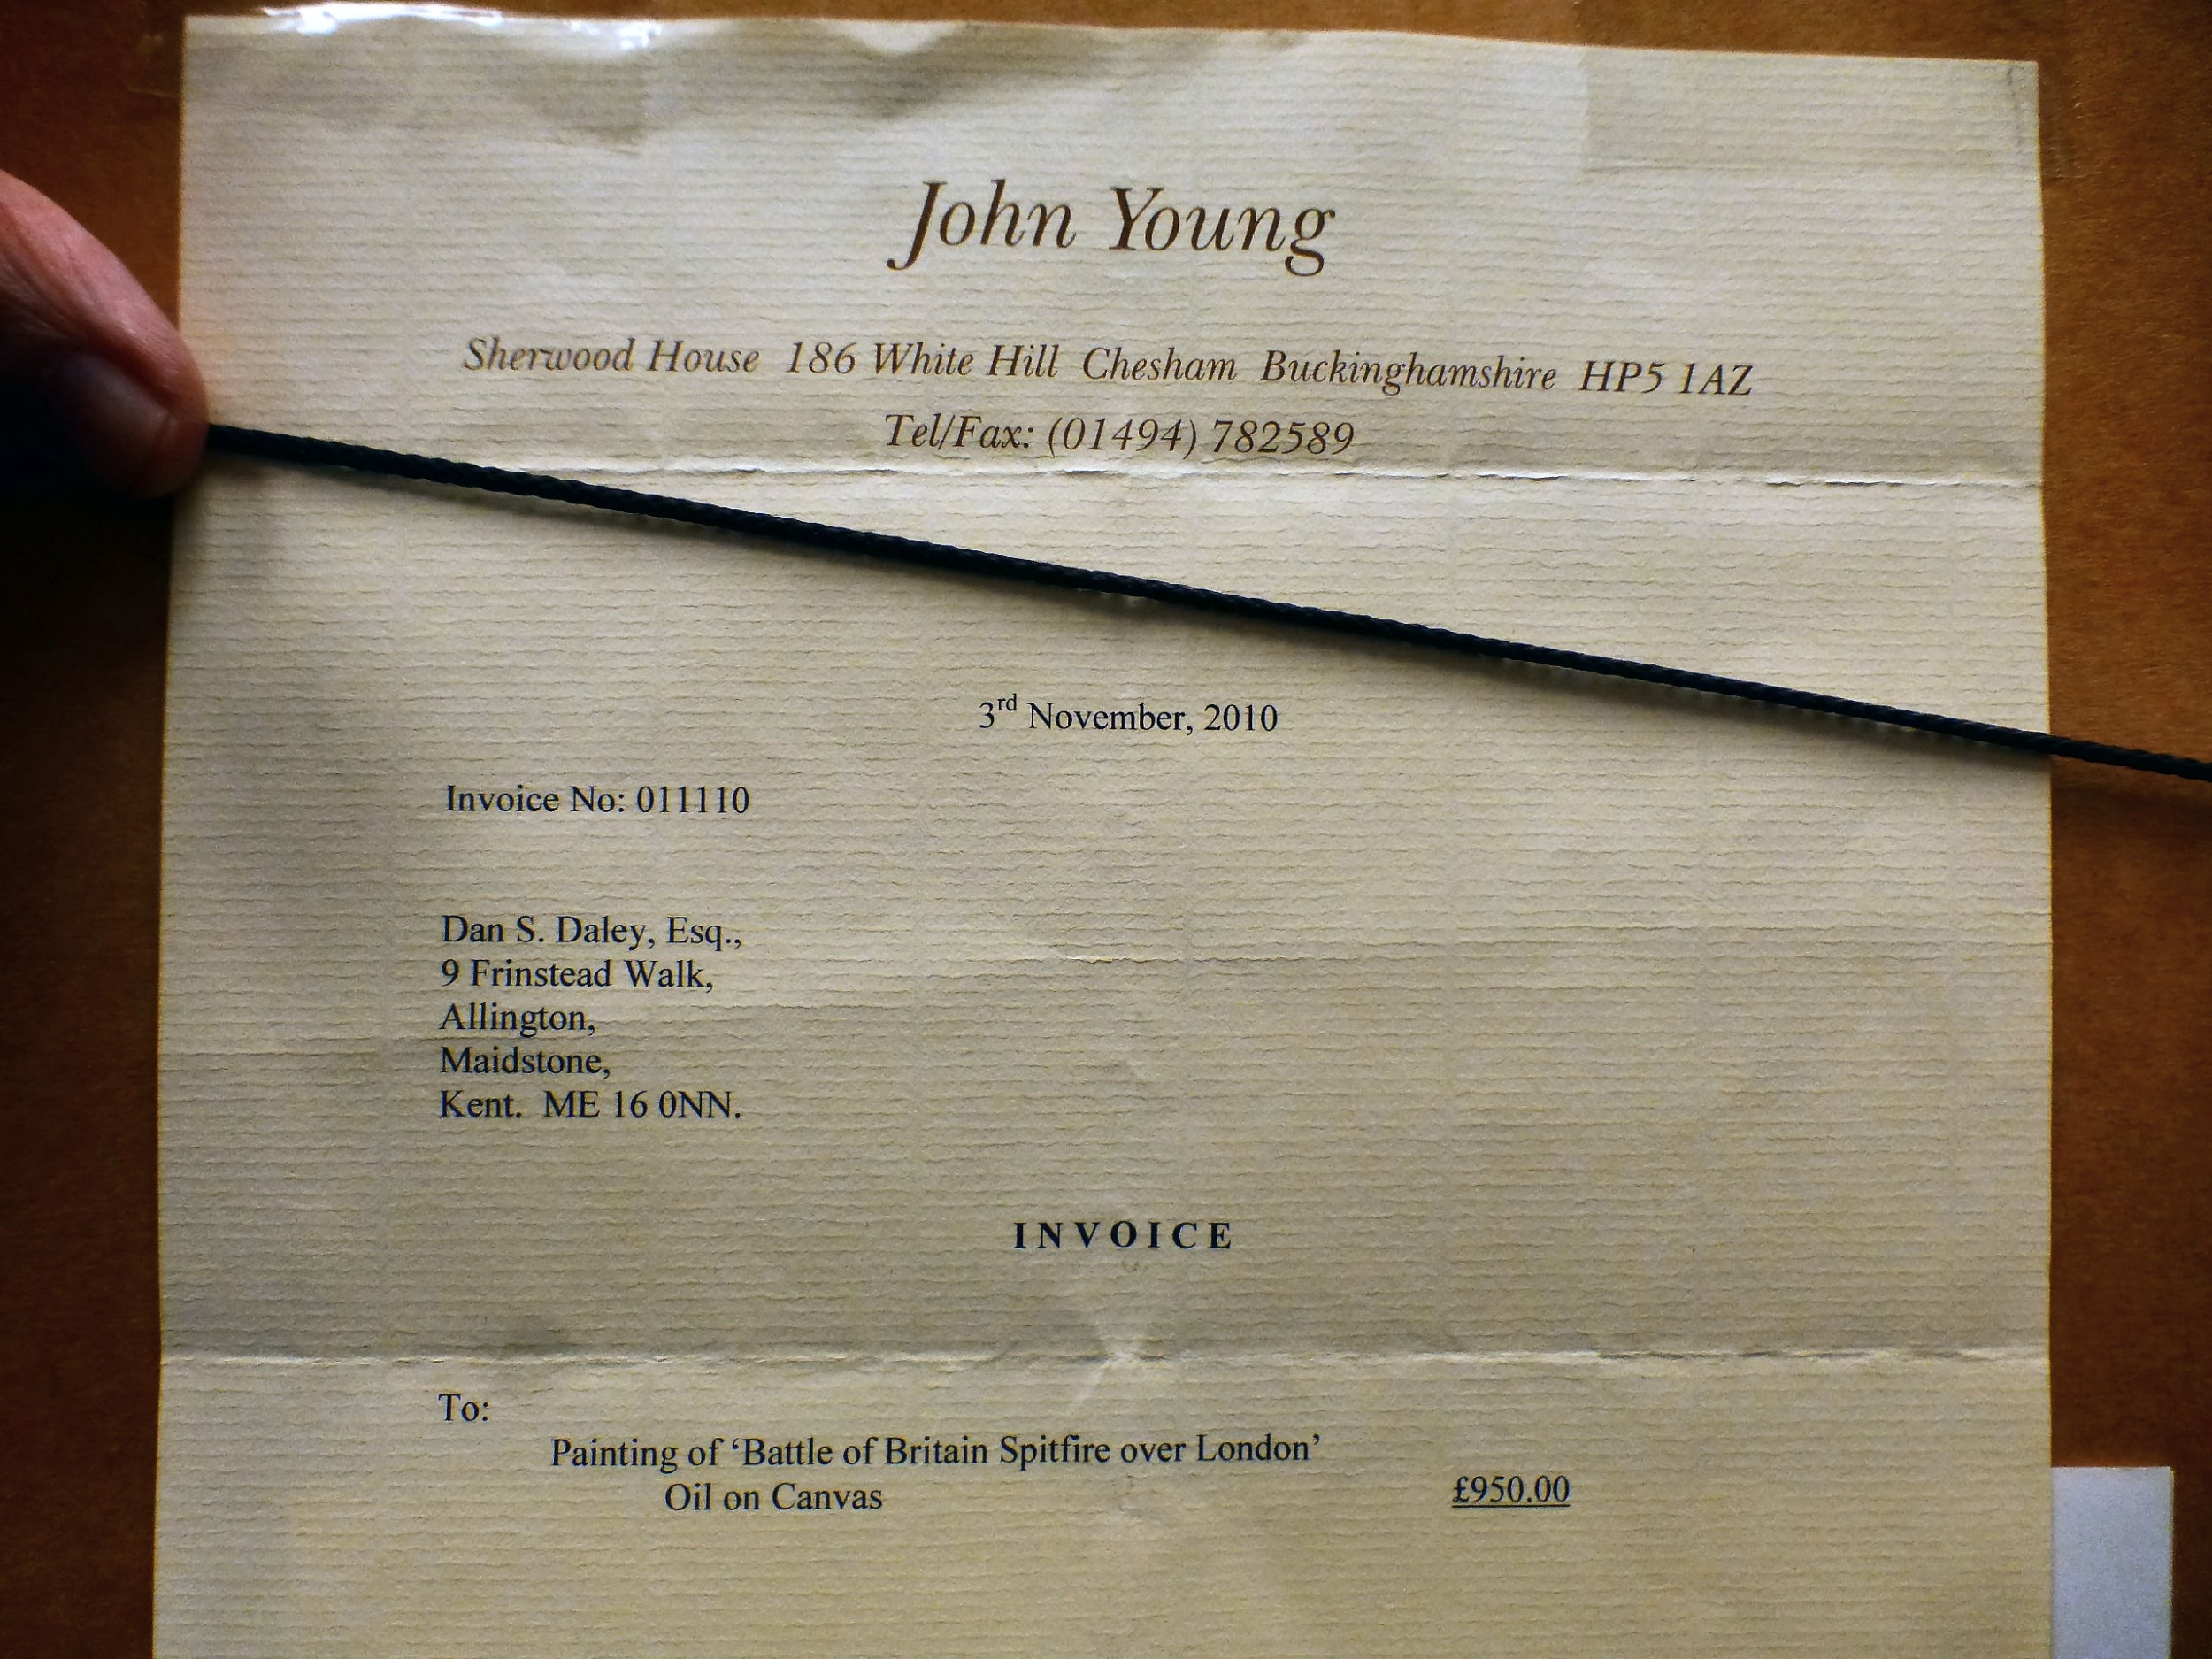 John Young
Sherwood House 186 White Hill Chesham Buckinghamshire HP5 1AZ
Tel/Fax: (01494) 782589
3rd November, 2010
Invoice No: 011110
Dan S. Daley, Esq.,
9 Frinstead Walk,
Allington,
Maidstone,
Kent. ME 16 0NN.
INVOICE
To:
Painting of ‘Battle of Britain Spitfire over London’
Oil on Canvas £950.00